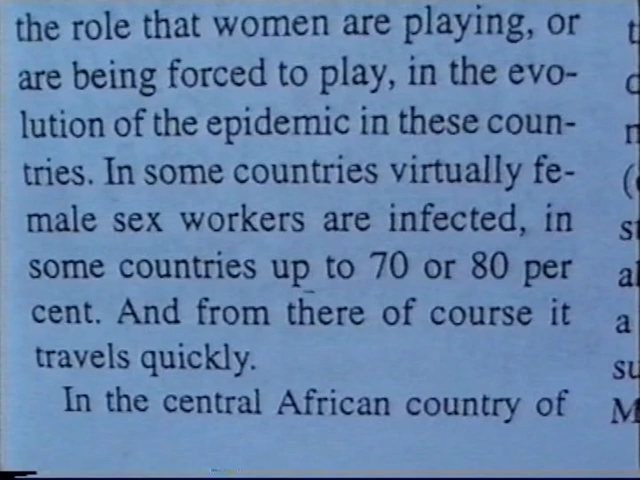 the role that women are playing, or
are being forced to play, in the evo-
lution of the epidemic in these coun-
tries. In some countries virtually fe-
male sex workers are infected, in
some countries up to 70 or 80 per
cent. And from there of course it
travels quickly.
In the central African country of